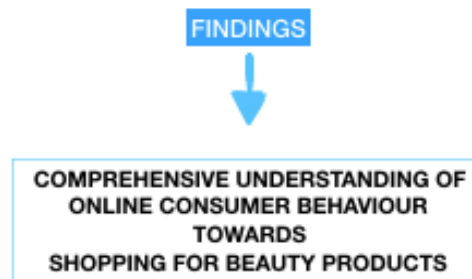 FINDINGS
COMPREHENSIVE UNDERSTANDING OF
ONLINE CONSUMER BEHAVIOUR
TOWARDS
SHOPPING FOR BEAUTY PRODUCTS